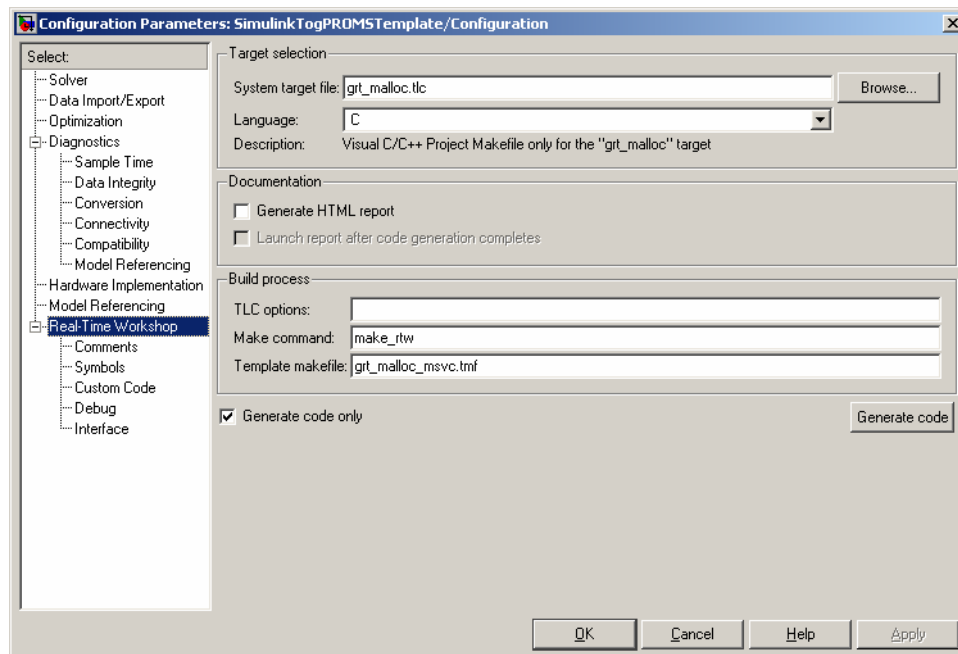 Configuration Parameters: SimulinkTogPROMSTemplate/Configuration
Select:
Solver
Data Import/Export
Optimization
Diagnostics
Sample Time
Data Integrity
Conversion
Connectivity
Compatibility
Model Referencing
Hardware Implementation
Model Referencing
Real-Time Workshop
Comments
Symbols
Custom Code
Debug
Interface
Target selection
System target file: grt_malloc.tlc Browse...
Language: C
Description: Visual C/C++ Project Makefile only for the "grt_malloc" target
Documentation
Generate HTML report
Launch report after code generation completes
Build process
TLC options:
Make command: make_rtw
Template makefile: grt_malloc_msvc.tmf
Generate code only Generate code
OK Cancel Help Apply